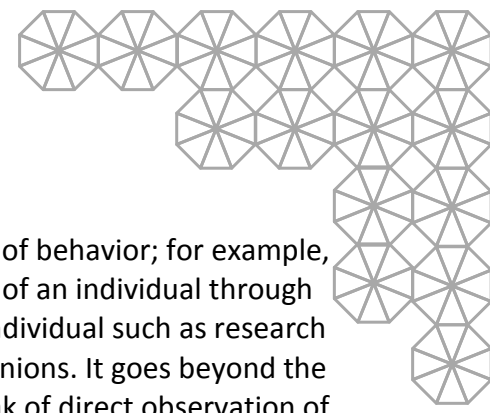 of behavior; for example,
of an individual through
dividual such as research
nions. It goes beyond the
k of direct observation of